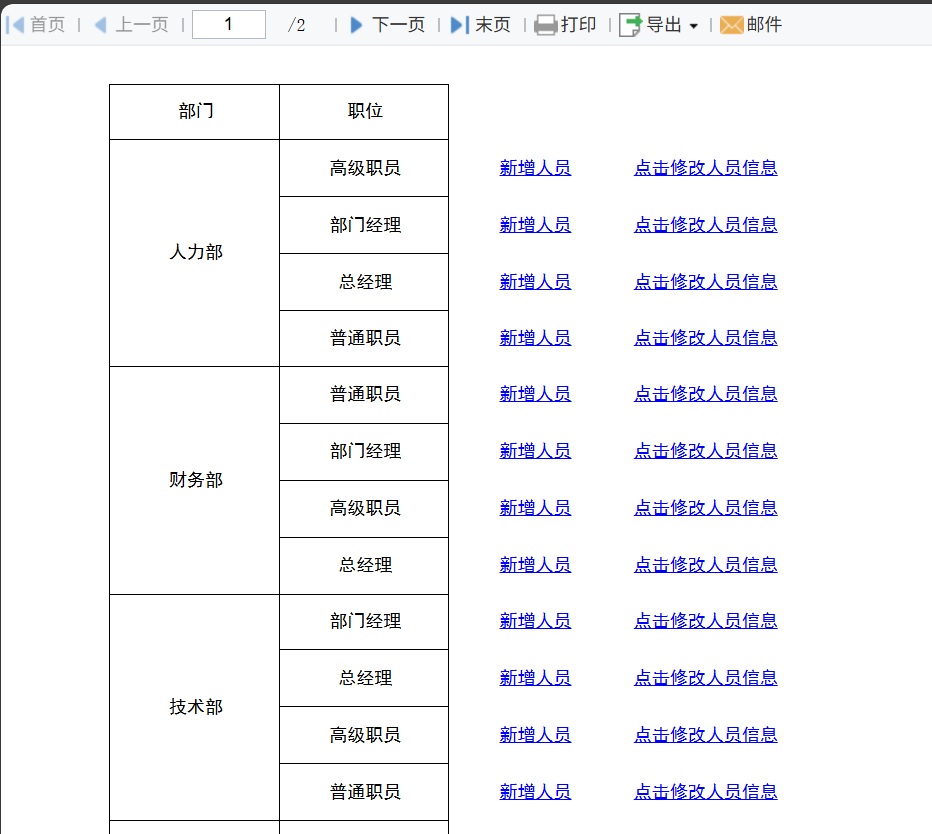 首页 上一页 1 /2 下一页 末页 打印 导出 邮件
部门 职位
高级职员 新增人员 点击修改人员信息
部门经理 新增人员 点击修改人员信息
人力部
总经理 新增人员 点击修改人员信息
普通职员 新增人员 点击修改人员信息
普通职员 新增人员 点击修改人员信息
部门经理 新增人员 点击修改人员信息
财务部
高级职员 新增人员 点击修改人员信息
总经理 新增人员 点击修改人员信息
部门经理 新增人员 点击修改人员信息
总经理 新增人员 点击修改人员信息
技术部
高级职员 新增人员 点击修改人员信息
普通职员 新增人员 点击修改人员信息